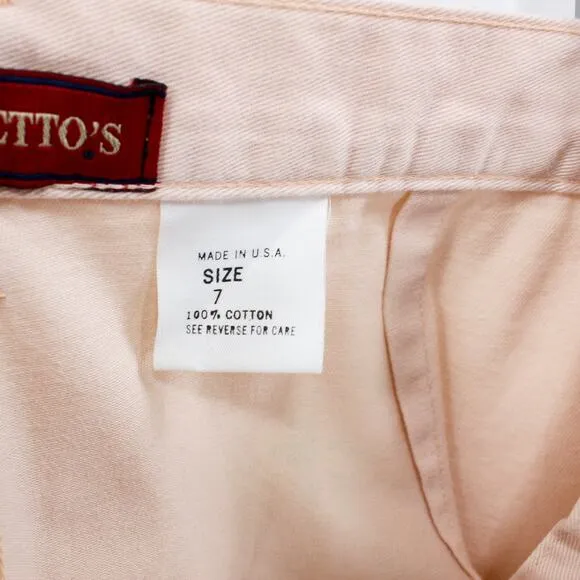 ETTO'S
MADE IN U.S.A.
SIZE
7
100% COTTON
SEE REVERSE FOR CARE